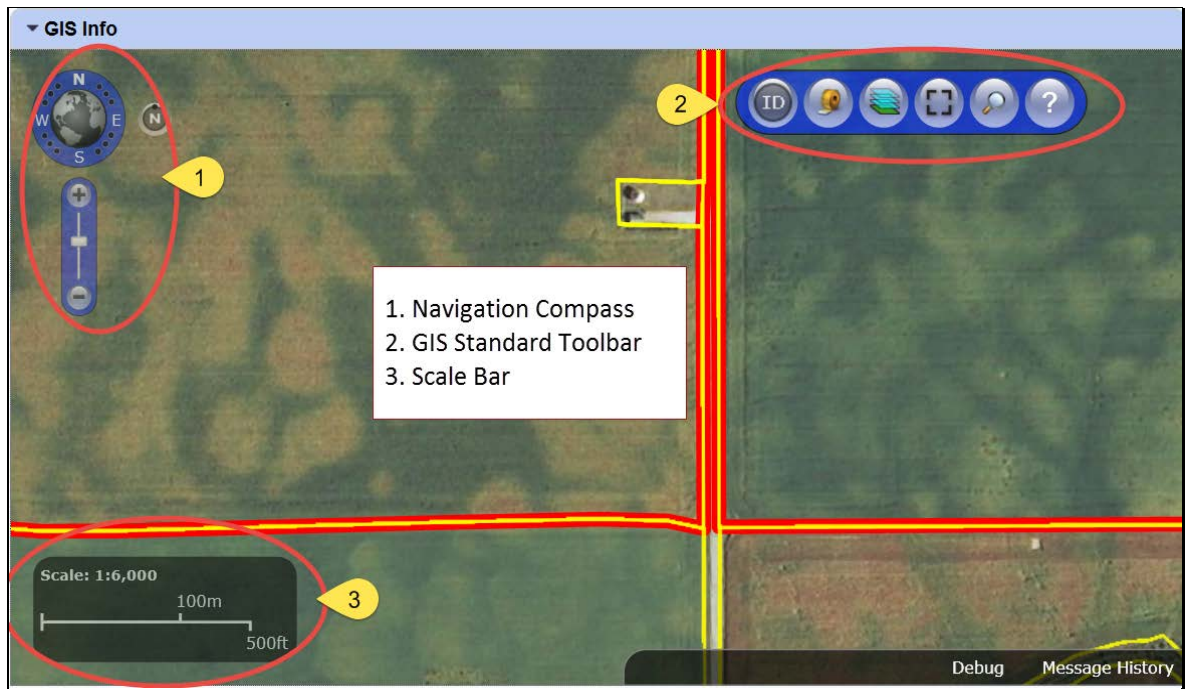 GIS Info
N
W
E
S
N
1
2
ID
?
1. Navigation Compass
2. GIS Standard Toolbar
3. Scale Bar
Scale: 1:6,000
100m
500ft
3
Debug Message History